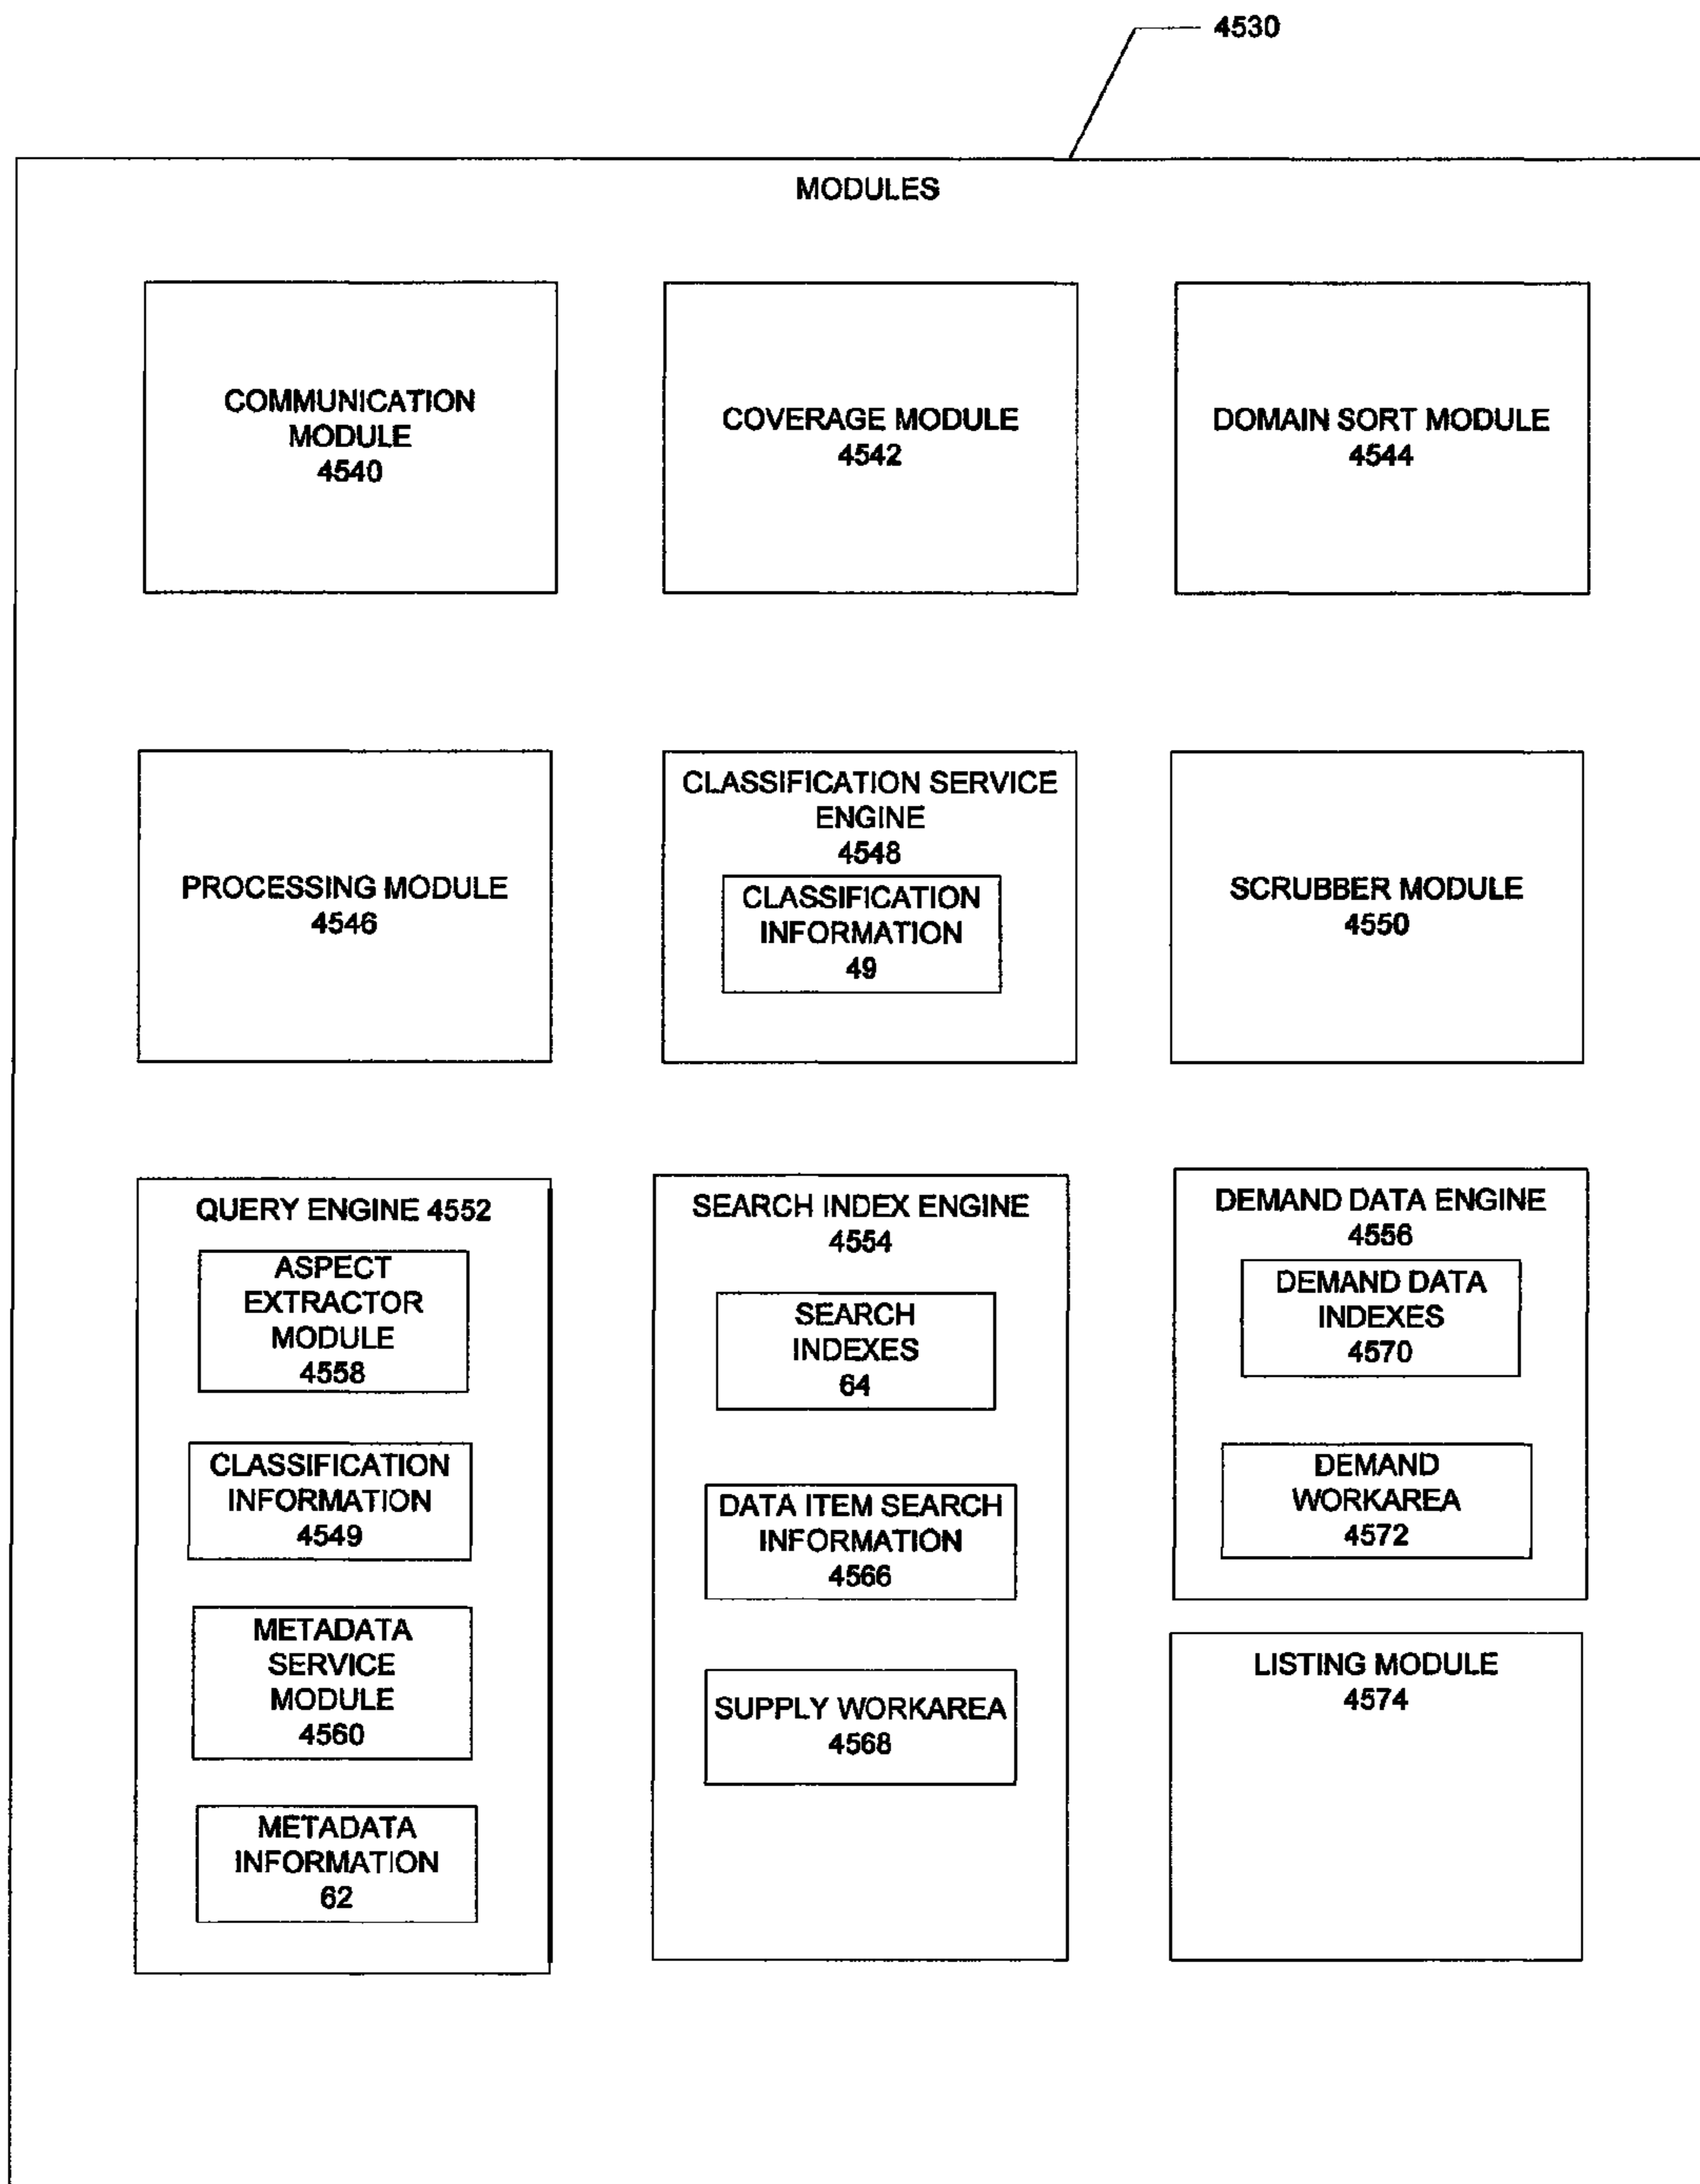 4530
MODULES
COMMUNICATION
MODULE
4540
COVERAGE MODULE
4542
DOMAIN SORT MODULE
4544
PROCESSING MODULE
4546
CLASSIFICATION SERVICE
ENGINE
4548
CLASSIFICATION
INFORMATION
49
SCRUBBER MODULE
4550
QUERY ENGINE 4552
ASPECT
EXTRACTOR
MODULE
4558
CLASSIFICATION
INFORMATION
4549
METADATA
SERVICE
MODULE
4560
METADATA
INFORMATION
62
SEARCH INDEX ENGINE
4554
SEARCH
INDEXES
64
DATA ITEM SEARCH
INFORMATION
4566
SUPPLY WORKAREA
4568
DEMAND DATA ENGINE
4556
DEMAND DATA
INDEXES
4570
DEMAND
WORKAREA
4572
LISTING MODULE
4574